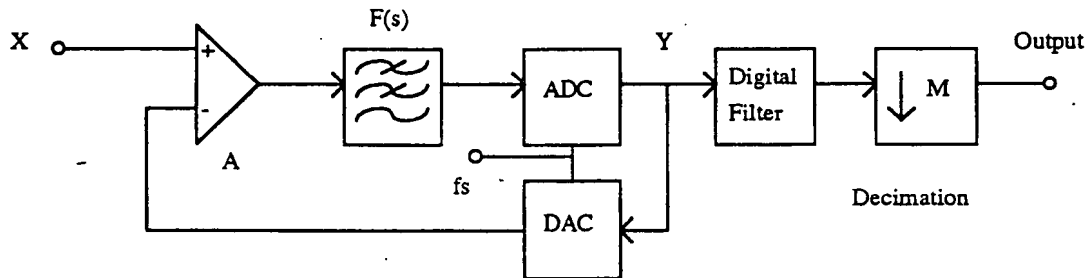 F(s)
X
Y
Output
+
-
ADC
Digital
Filter
M
A
fs
DAC
Decimation